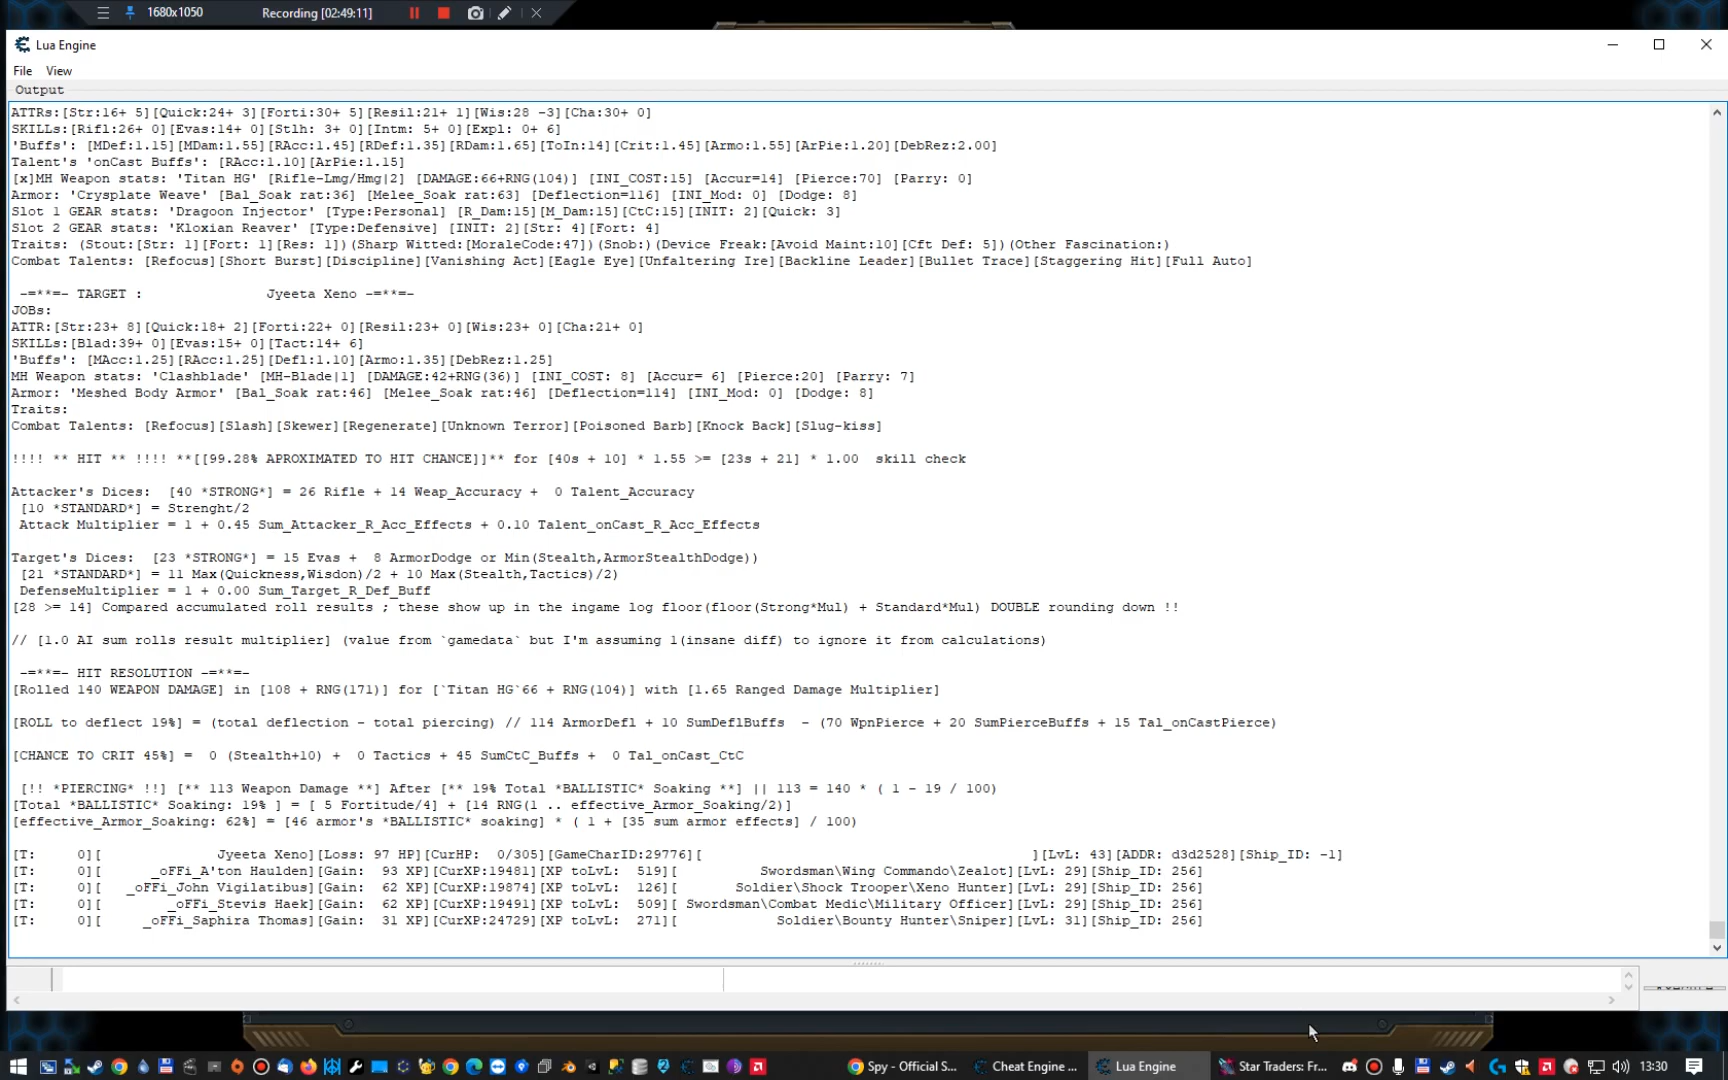 1680x1050 Recording [02:49:11]
Lua Engine
File View
Output
ATTRs:[Str:16+ 5][Quick:24+ 3][Forti:30+ 5][Resil:21+ 1][Wis:28 -3][Cha:30+ 0]
SKILLs:[Rifl:26+ 0][Evas:14+ 0][Stlh: 3+ 0][Intm: 5+ 0][Expl: 0+ 6]
'Buffs': [MDef:1.15][MDam:1.55][RAcc:1.45][RDef:1.35][RDam:1.65][ToIn:14][Crit:1.45][Armo:1.55][ArPie:1.20][DebRez:2.00]
Talent's 'onCast Buffs': [RAcc:1.10][ArPie:1.15]
[x]MH Weapon stats: 'Titan HG' [Rifle-Lmg/Hmg|2] [DAMAGE:66+RNG(104)] [INI_COST:15] [Accur=14] [Pierce:70] [Parry: 0]
Armor: 'Crysplate Weave' [Bal_Soak rat:36] [Melee_Soak rat:63] [Deflection=116] [INI_Mod: 0] [Dodge: 8]
Slot 1 GEAR stats: 'Dragoon Injector' [Type:Personal] [R_Dam:15][M_Dam:15][CtC:15][INIT: 2][Quick: 3]
Slot 2 GEAR stats: 'Kloxian Reaver' [Type:Defensive] [INIT: 2][Str: 4][Fort: 4]
Traits: (Stout:[Str: 1][Fort: 1][Res: 1])(Sharp Witted:[MoraleCode:47])(Snob:)(Device Freak:[Avoid Maint:10][Cft Def: 5])(Other Fascination:)
Combat Talents: [Refocus][Short Burst][Discipline][Vanishing Act][Eagle Eye][Unfaltering Ire][Backline Leader][Bullet Trace][Staggering Hit][Full Auto]
-=**=- TARGET : Jyeeta Xeno -=**=-
JOBs:
ATTR:[Str:23+ 8][Quick:18+ 2][Forti:22+ 0][Resil:23+ 0][Wis:23+ 0][Cha:21+ 0]
SKILLs:[Blad:39+ 0][Evas:15+ 0][Tact:14+ 6]
'Buffs': [MAcc:1.25][RAcc:1.25][Defl:1.10][Armo:1.35][DebRez:1.25]
MH Weapon stats: 'Clashblade' [MH-Blade|1] [DAMAGE:42+RNG(36)] [INI_COST: 8] [Accur= 6] [Pierce:20] [Parry: 7]
Armor: 'Meshed Body Armor' [Bal_Soak rat:46] [Melee_Soak rat:46] [Deflection=114] [INI_Mod: 0] [Dodge: 8]
Traits:
Combat Talents: [Refocus][Slash][Skewer][Regenerate][Unknown Terror][Poisoned Barb][Knock Back][Slug-kiss]
!!!! ** HIT ** !!!! **[[99.28% APROXIMATED TO HIT CHANCE]]** for [40s + 10] * 1.55 >= [23s + 21] * 1.00 skill check
Attacker's Dices: [40 *STRONG*] = 26 Rifle + 14 Weap_Accuracy + 0 Talent_Accuracy
[10 *STANDARD*] = Strenght/2
Attack Multiplier = 1 + 0.45 Sum_Attacker_R_Acc_Effects + 0.10 Talent_onCast_R_Acc_Effects
Target's Dices: [23 *STRONG*] = 15 Evas + 8 ArmorDodge or Min(Stealth,ArmorStealthDodge))
[21 *STANDARD*] = 11 Max(Quickness,Wisdon)/2 + 10 Max(Stealth,Tactics)/2)
DefenseMultiplier = 1 + 0.00 Sum_Target_R_Def_Buff
[28 >= 14] Compared accumulated roll results ; these show up in the ingame log floor(floor(Strong*Mul) + Standard*Mul) DOUBLE rounding down !!
// [1.0 AI sum rolls result multiplier] (value from `gamedata` but I'm assuming 1(insane diff) to ignore it from calculations)
-=**=- HIT RESOLUTION -=**=-
[Rolled 140 WEAPON DAMAGE] in [108 + RNG(171)] for [`Titan HG`66 + RNG(104)] with [1.65 Ranged Damage Multiplier]
[ROLL to deflect 19%] = (total deflection - total piercing) // 114 ArmorDefl + 10 SumDeflBuffs - (70 WpnPierce + 20 SumPierceBuffs + 15 Tal_onCastPierce)
[CHANCE TO CRIT 45%] = 0 (Stealth+10) + 0 Tactics + 45 SumCtC_Buffs + 0 Tal_onCast_CtC
[!! *PIERCING* !!] [** 113 Weapon Damage **] After [** 19% Total *BALLISTIC* Soaking **] || 113 = 140 * ( 1 - 19 / 100)
[Total *BALLISTIC* Soaking: 19% ] = [ 5 Fortitude/4] + [14 RNG(1 .. effective_Armor_Soaking/2)]
[effective_Armor_Soaking: 62%] = [46 armor's *BALLISTIC* soaking] * ( 1 + [35 sum armor effects] / 100)
[T: 0][ Jyeeta Xeno][Loss: 97 HP][CurHP: 0/305][GameCharID:29776][ ][LvL: 43][ADDR: d3d2528][Ship_ID: -1]
[T: 0][ _oFFi_A'ton Haulden][Gain: 93 XP][CurXP:19481][XP toLvL: 519][ Swordsman\Wing Commando\Zealot][LvL: 29][Ship_ID: 256]
[T: 0][ _oFFi_John Vigilatibus][Gain: 62 XP][CurXP:19874][XP toLvL: 126][ Soldier\Shock Trooper\Xeno Hunter][LvL: 29][Ship_ID: 256]
[T: 0][ _oFFi_Stevis Haek][Gain: 62 XP][CurXP:19491][XP toLvL: 509][ Swordsman\Combat Medic\Military Officer][LvL: 29][Ship_ID: 256]
[T: 0][ _oFFi_Saphira Thomas][Gain: 31 XP][CurXP:24729][XP toLvL: 271][ Soldier\Bounty Hunter\Sniper][LvL: 31][Ship_ID: 256]
Spy - Official S... Cheat Engine ... Lua Engine Star Traders: Fr... 13:30